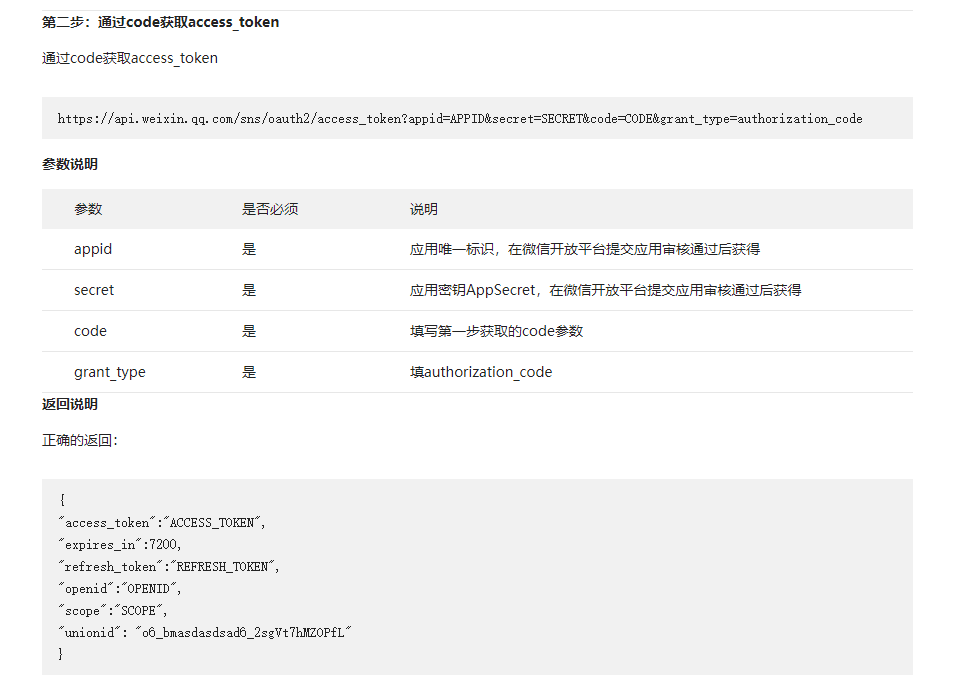 第二步：通过code获取access_token
通过code获取access_token
https://api.weixin.qq.com/sns/oauth2/access_token?appid=APPID&secret=SECRET&code=CODE&grant_type=authorization_code
参数说明
参数 是否必须 说明
appid 是 应用唯一标识，在微信开放平台提交应用审核通过后获得
secret 是 应用密钥AppSecret，在微信开放平台提交应用审核通过后获得
code 是 填写第一步获取的code参数
grant_type 是 填authorization_code
返回说明
正确的返回：
{
"access_token":"ACCESS_TOKEN",
"expires_in":7200,
"refresh_token":"REFRESH_TOKEN",
"openid":"OPENID",
"scope":"SCOPE",
"unionid": "o6_bmasdasdsad6_2sgVt7hMZOPfL"
}